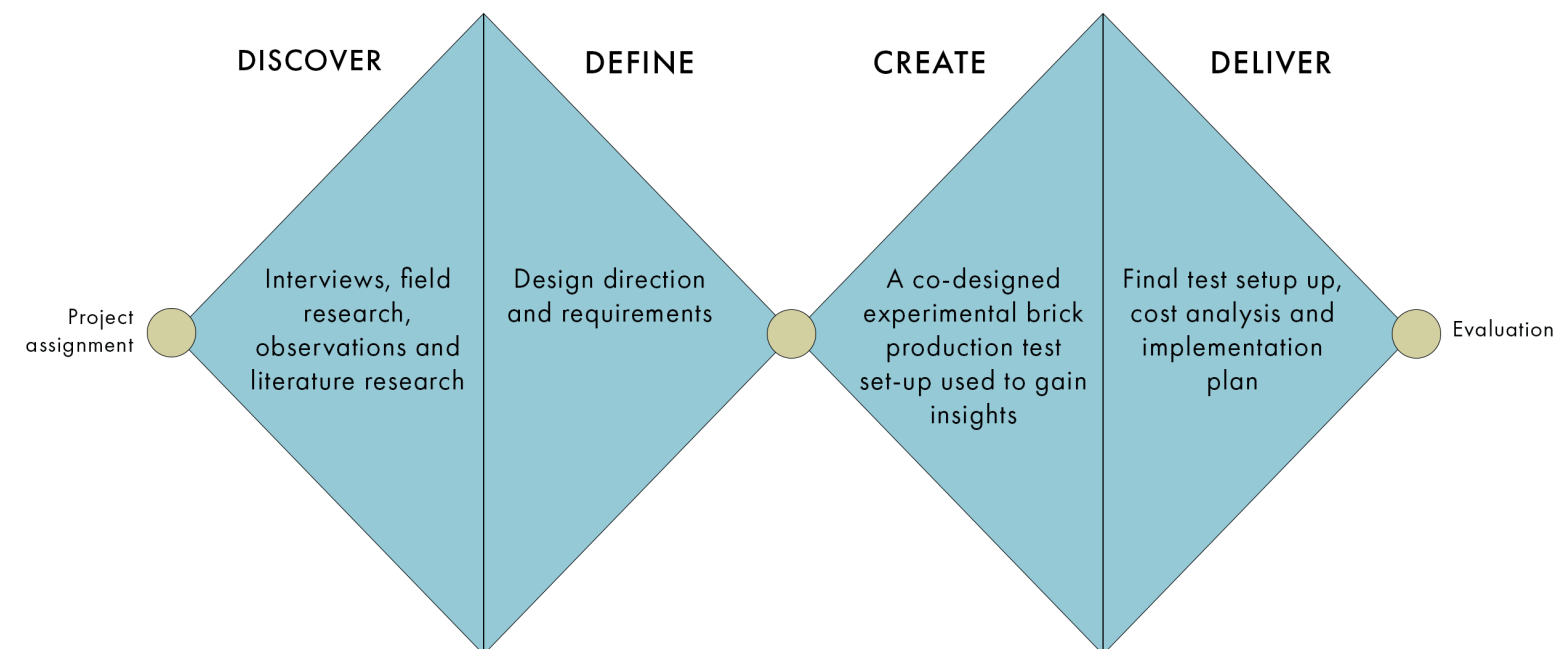 DISCOVER
DEFINE
CREATE
DELIVER
Project
assignment
Interviews, field
research,
observations and
literature research
Design direction
and requirements
A co-designed
experimental brick
production test
set-up used to gain
insights
Final test setup up,
cost analysis and
implementation
plan
Evaluation